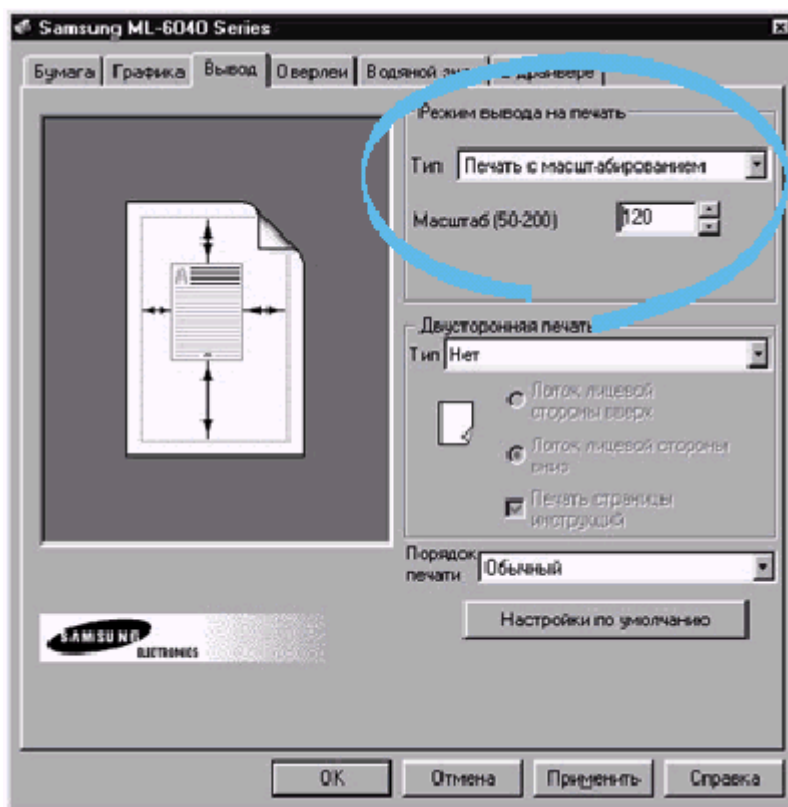 Samsung ML-6040 Series
Бумага Графика Вывод Оверлеи Водяной драйвере
Режим вывода на печать
Тип Печать с масштабированием
Масштаб (50-200) 120
Двусторонняя печать
Тип Нет
Лоток лицевой
стороны вверх
Лоток лицевой стороны
вниз
Печать страницы
инструкций
Порядок
печати Обычный
Настройки по умолчанию
SAMSUNG
ELECTRONICS
OK Отмена Применить Справка